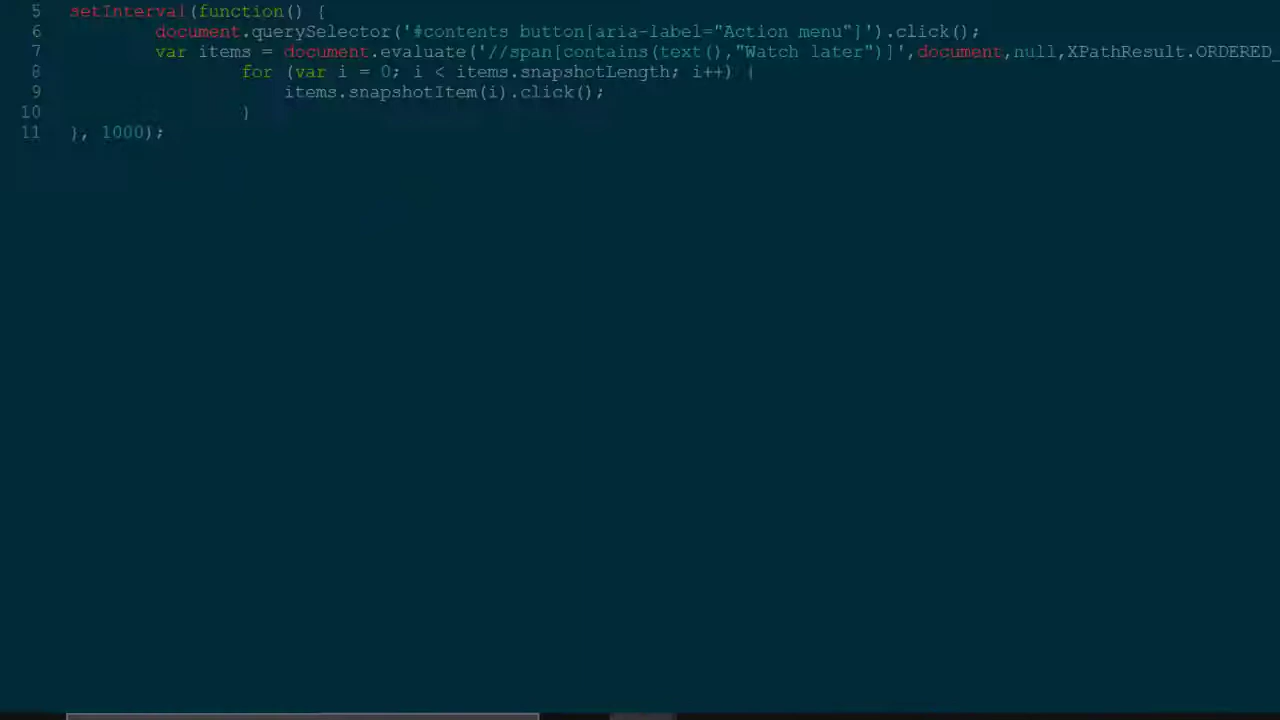 5 setInterval(function() {
6 document.querySelector('#contents button[aria-label="Action menu"]').click();
7 var items = document.evaluate('//span[contains(text(),"Watch later")]',document,null,XPathResult.ORDERED_
8 for (var i = 0; i < items.snapshotLength; i++) {
9 items.snapshotItem(i).click();
10 }
11 }, 1000);